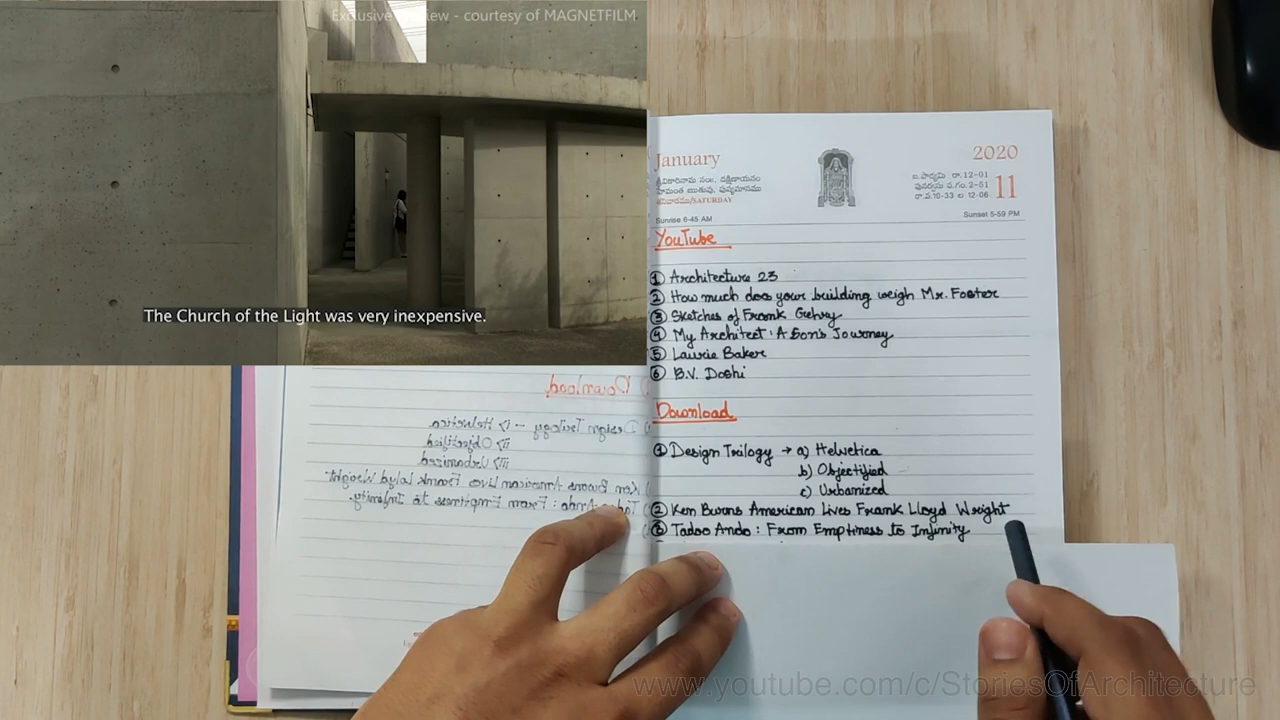 Exclusive
ew - courtesy of MAGNETFILM
The Church of the Light was very inexpensive.
January
2020
11
SATURDAY
Sunrise 6-45 AM
Sunset 5-59 PM
YouTube
① Architecture 23
② How much does your building weigh Mr. Foster
③ Sketches of Frank Gehry
④ My Architect : A Son's Journey
⑤ Laurie Baker
⑥ B.V. Doshi
Download
① Design Trilogy → a) Helvetica
b) Objectified
c) Urbanized
② Ken Burns American Lives Frank Lloyd Wright
③ Tadao Ando : From Emptiness to Infinity
www.youtube.com/c/StoriesOfArchitecture